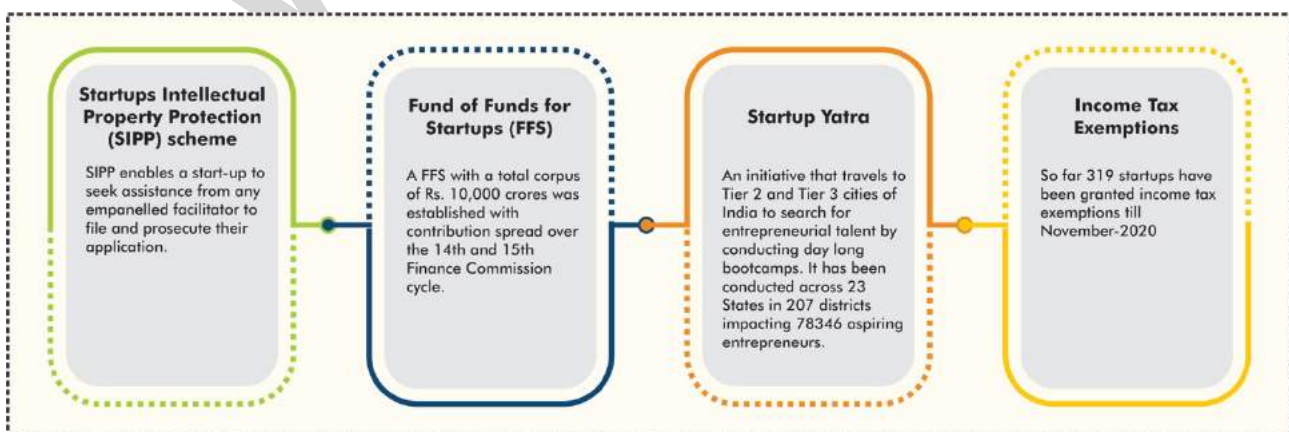 Startups Intellectual
Property Protection
(SIPP) scheme
SIPP enables a start-up to
seek assistance from any
empanelled facilitator to
file and prosecute their
application.
Fund of Funds for
Startups (FFS)
A FFS with a total corpus
of Rs. 10,000 crores was
established with
contribution spread over
the 14th and 15th
Finance Commission
cycle.
Startup Yatra
An initiative that travels to
Tier 2 and Tier 3 cities of
India to search for
entrepreneurial talent by
conducting day long
bootcamps. It has been
conducted across 23
States in 207 districts
impacting 78346 aspiring
entrepreneurs.
Income Tax
Exemptions
So far 319 startups have
been granted income tax
exemptions till
November-2020